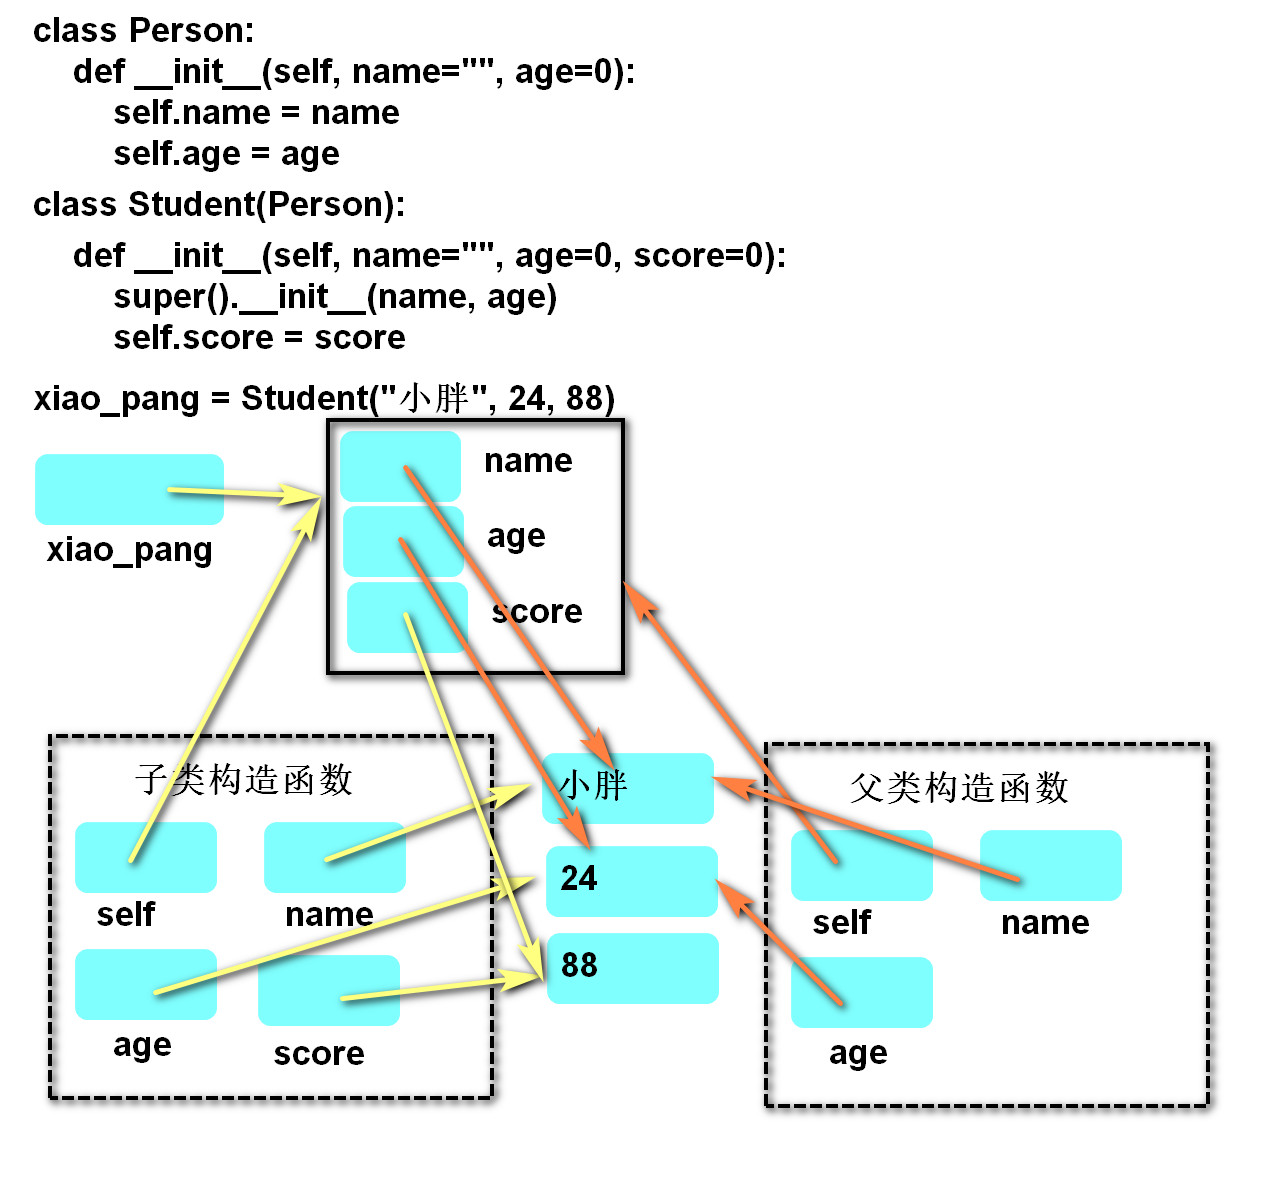 class Person:
def __init__(self, name="", age=0):
self.name = name
self.age = age
class Student(Person):
def __init__(self, name="", age=0, score=0):
super().__init__(name, age)
self.score = score
xiao_pang = Student("小胖", 24, 88)
name
age
score
xiao_pang
子类构造函数
self
name
age
score
小胖
24
88
父类构造函数
self
name
age